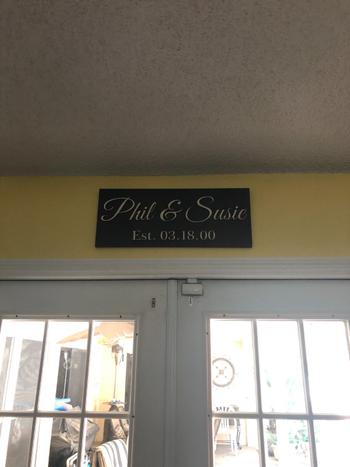 Phil & Susie
Est. 03.18.00